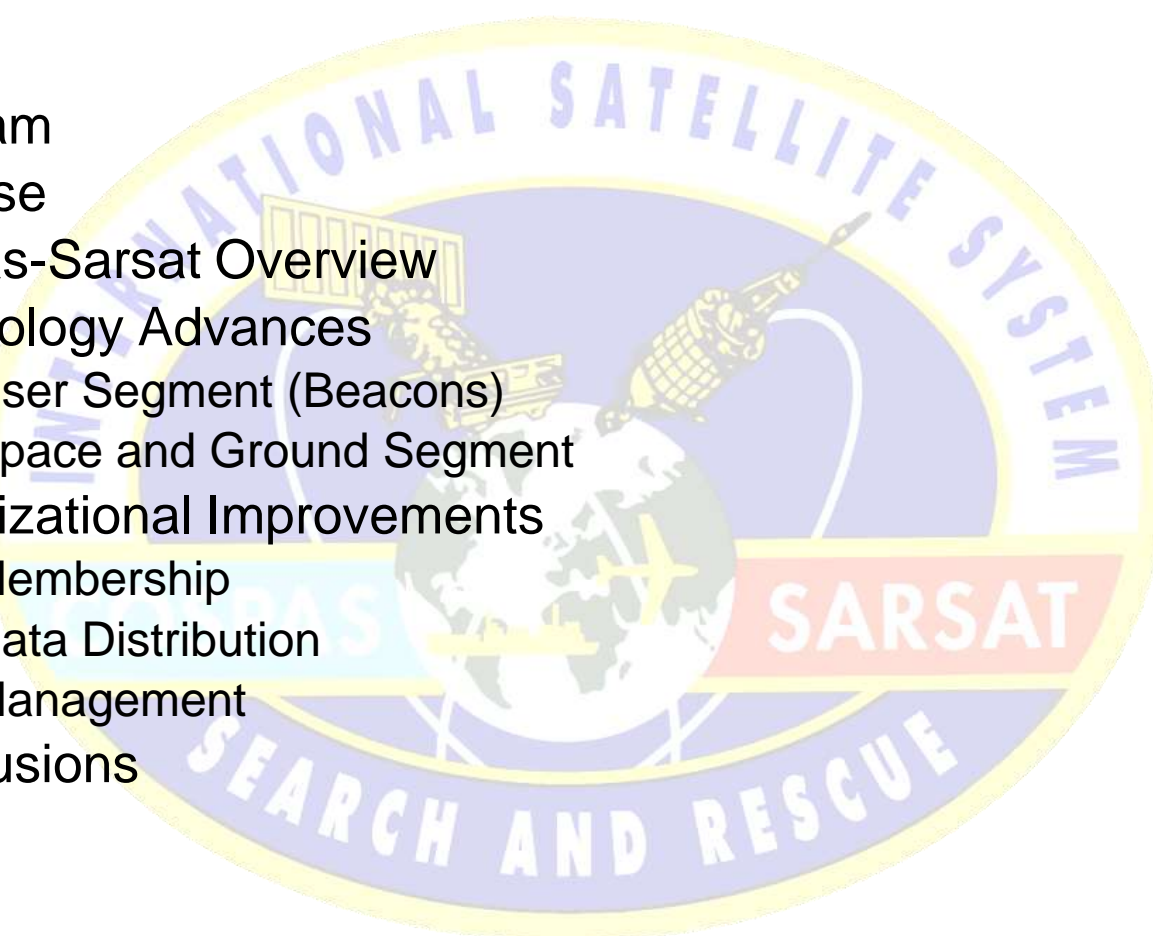 am
se
s-Sarsat Overview
ology Advances
ser Segment (Beacons)
pace and Ground Segment
izational Improvements
lembership
ata Distribution
lanagement
usions
INTERNATIONAL SATELLITE SYSTEM
COSPAS SARSAT
SEARCH AND RESCUE